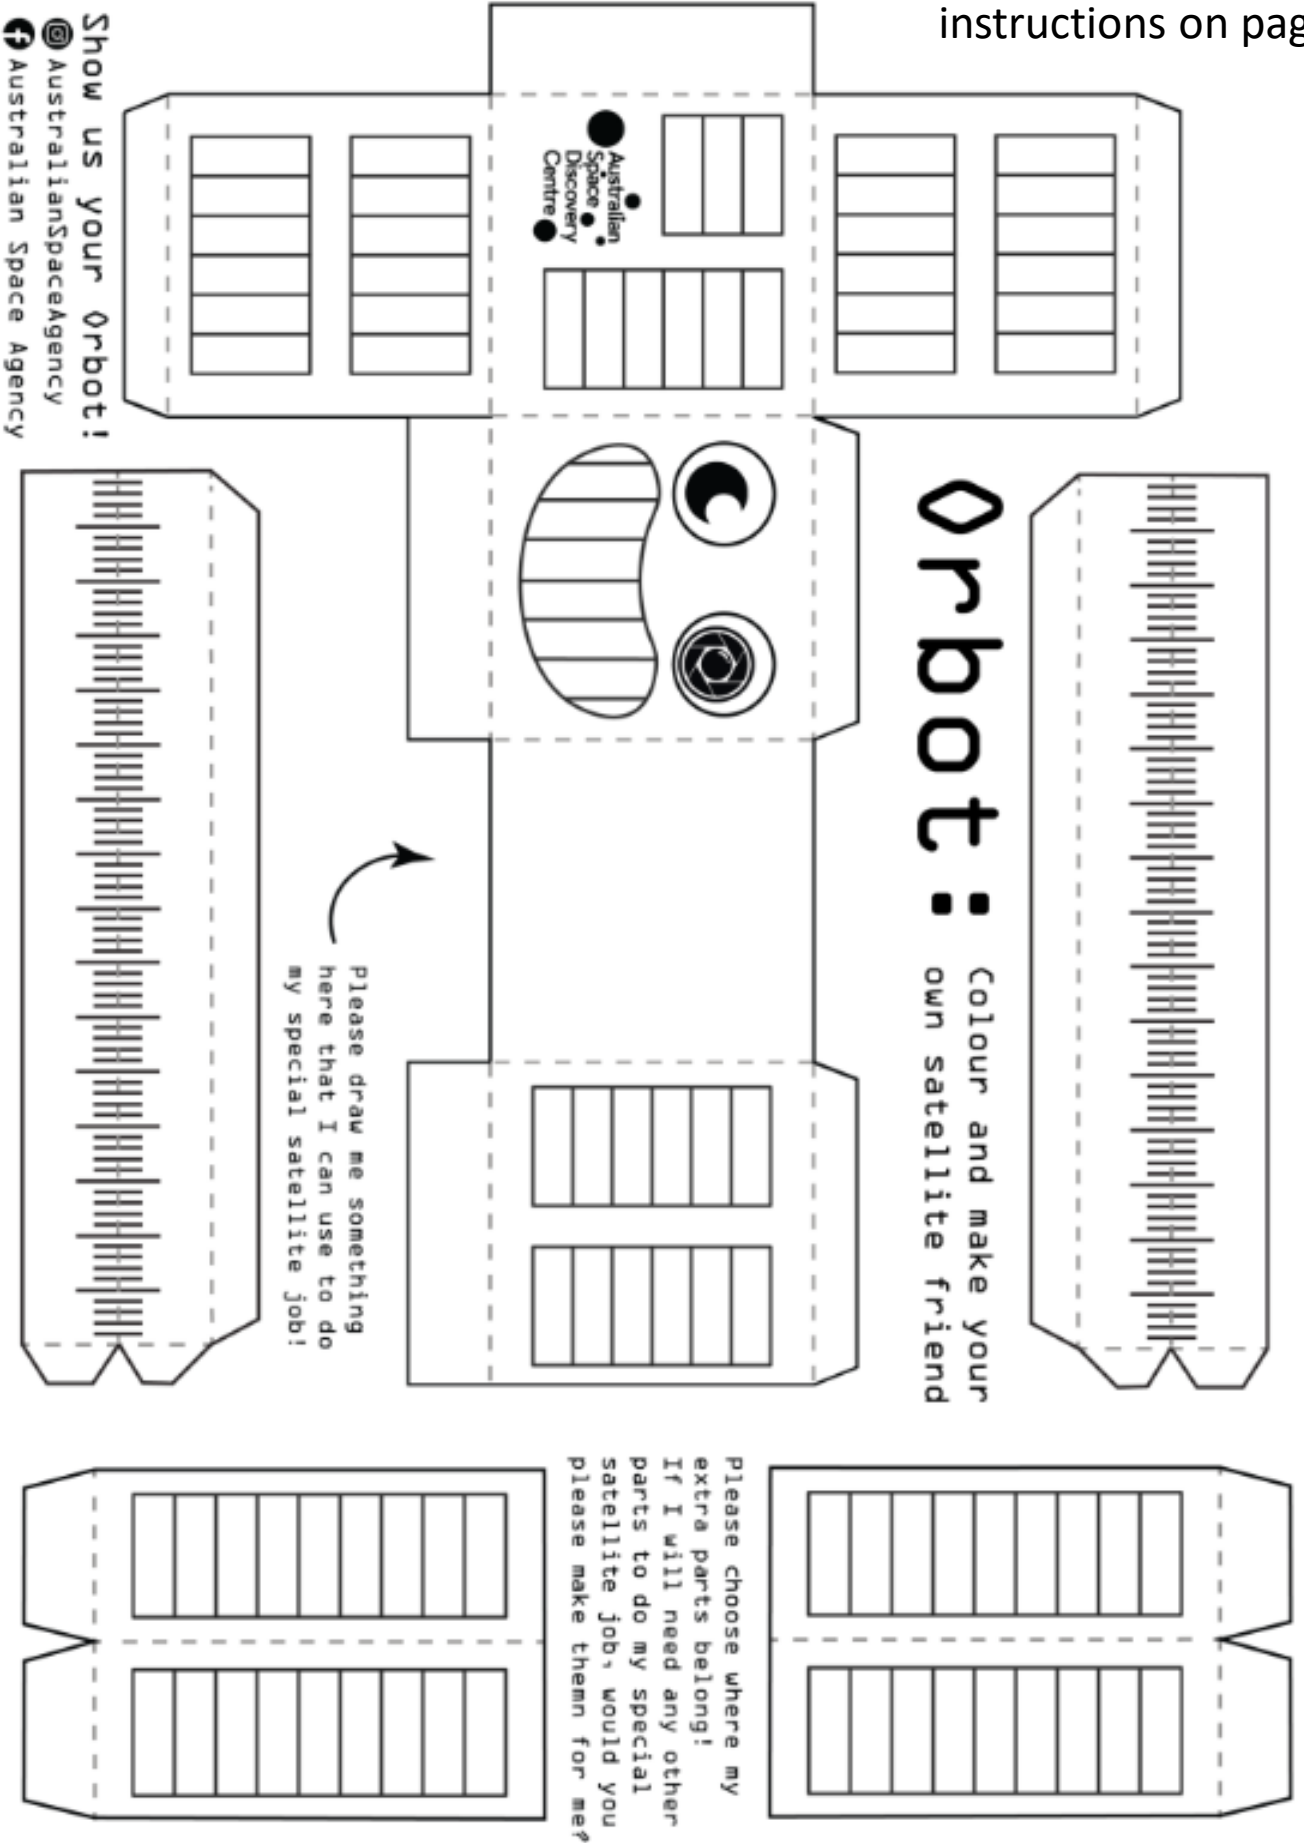 instructions on pag
Show us your Orbot!
AustralianSpaceAgency
Australian Space Agency
Australian
Space
Discovery
Centre
Orbot:
Colour and make your
own satellite friend
Please draw me something
here that I can use to do
my special satellite job!
Please choose where my
extra parts belong!
If I will need any other
parts to do my special
satellite job, would you
please make themn for me?